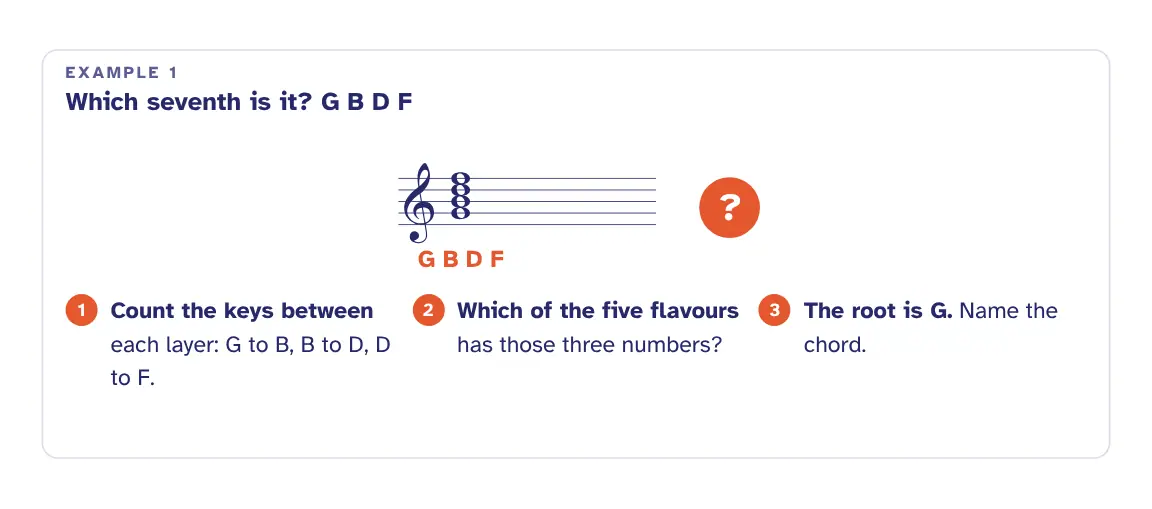 EXAMPLE 1
Which seventh is it? G B D F
?
G B D F
1 Count the keys between
each layer: G to B, B to D, D
to F.
2 Which of the five flavours
has those three numbers?
3 The root is G. Name the
chord.